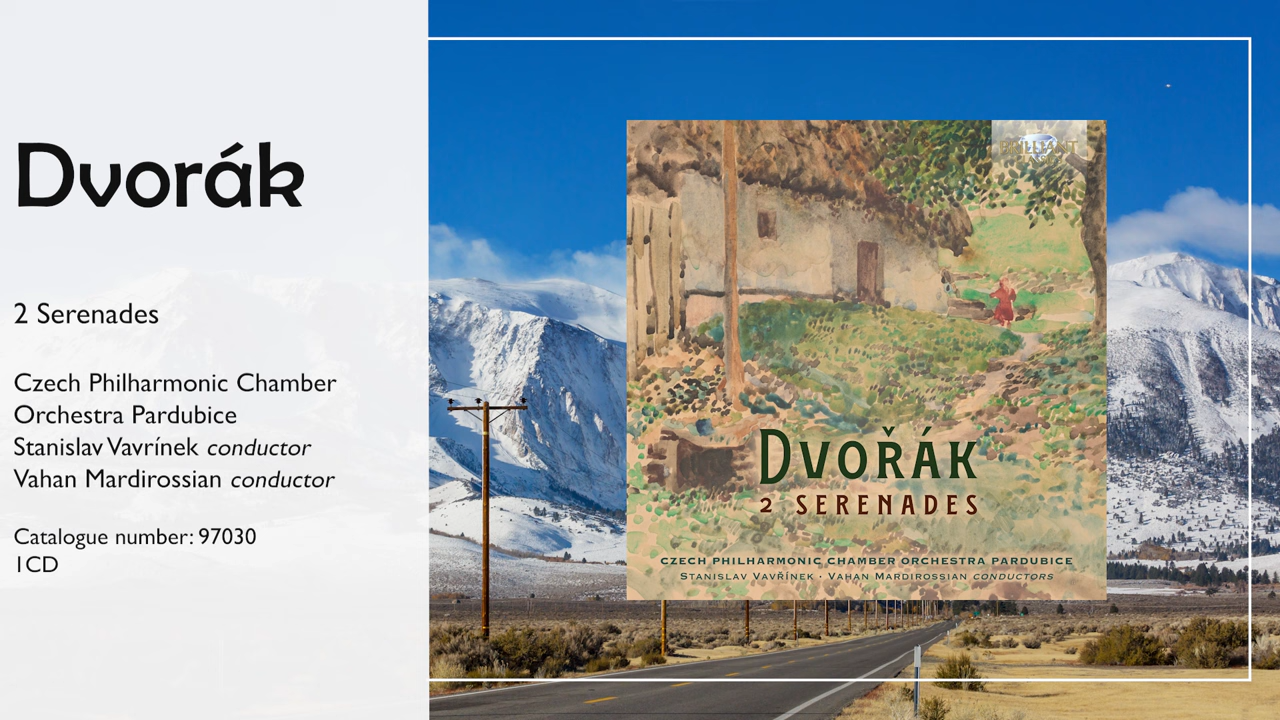 Dvorák
2 Serenades
Czech Philharmonic Chamber
Orchestra Pardubice
Stanislav Vavrínek conductor
Vahan Mardirossian conductor
Catalogue number: 97030
1CD
BRILLIANT
DVOŘÁK
2 SERENADES
CZECH PHILHARMONIC CHAMBER ORCHESTRA PARDUBICE
STANISLAV VAVŘÍNEK · VAHAN MARDIROSSIAN CONDUCTORS